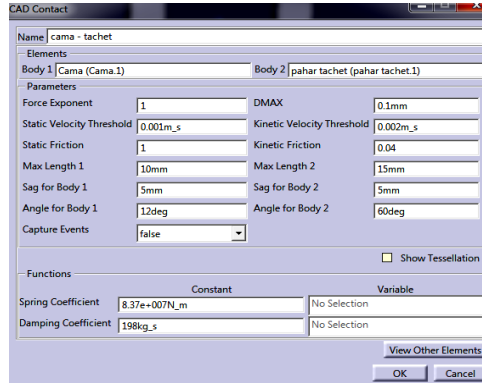 CAD Contact
Name cama - tachet
Elements
Body 1 Cama (Cama.1) Body 2 pahar tachet (pahar tachet.1)
Parameters
Force Exponent 1 DMAX 0.1mm
Static Velocity Threshold 0.001m_s Kinetic Velocity Threshold 0.002m_s
Static Friction 1 Kinetic Friction 0.04
Max Length 1 10mm Max Length 2 15mm
Sag for Body 1 5mm Sag for Body 2 5mm
Angle for Body 1 12deg Angle for Body 2 60deg
Capture Events false
Show Tessellation
Functions
Constant Variable
Spring Coefficient 8.37e+007N_m No Selection
Damping Coefficient 198kg_s No Selection
View Other Elements
OK Cancel